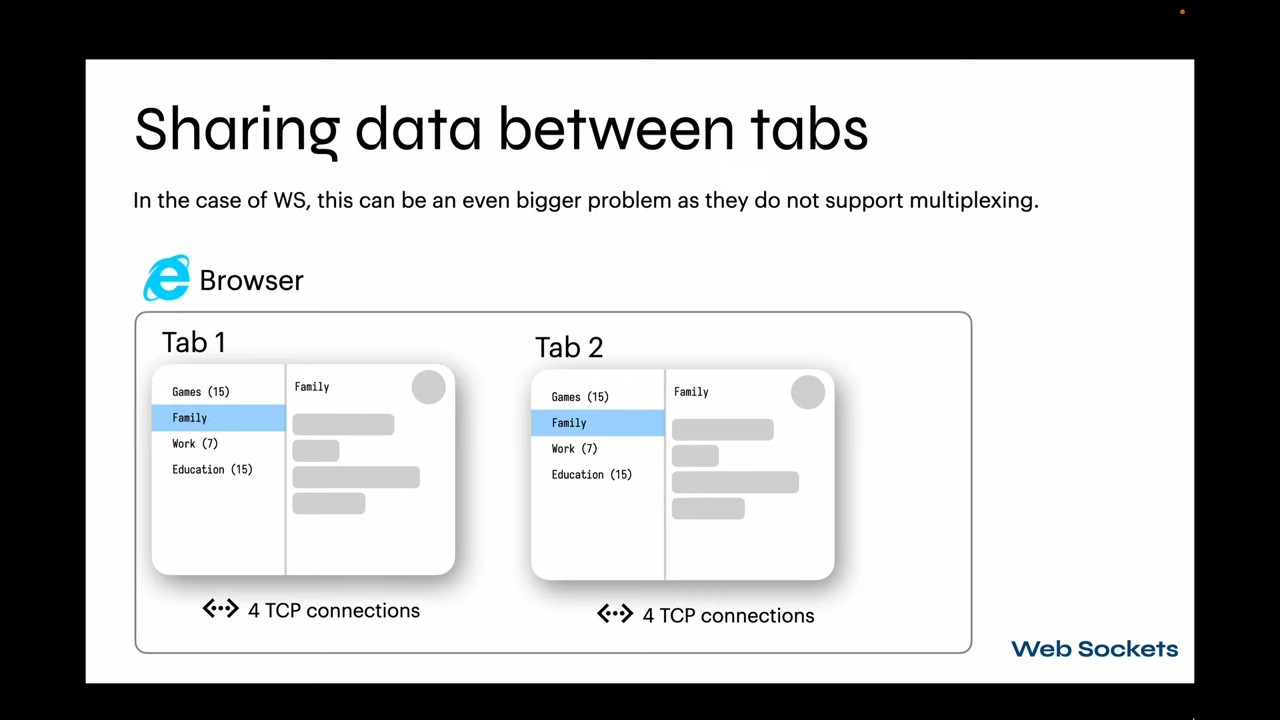 Sharing data between tabs
In the case of WS, this can be an even bigger problem as they do not support multiplexing.
Browser
Tab 1
Games (15)
Family
Work (7)
Education (15)
Family
4 TCP connections
Tab 2
Games (15)
Family
Work (7)
Education (15)
Family
4 TCP connections
Web Sockets